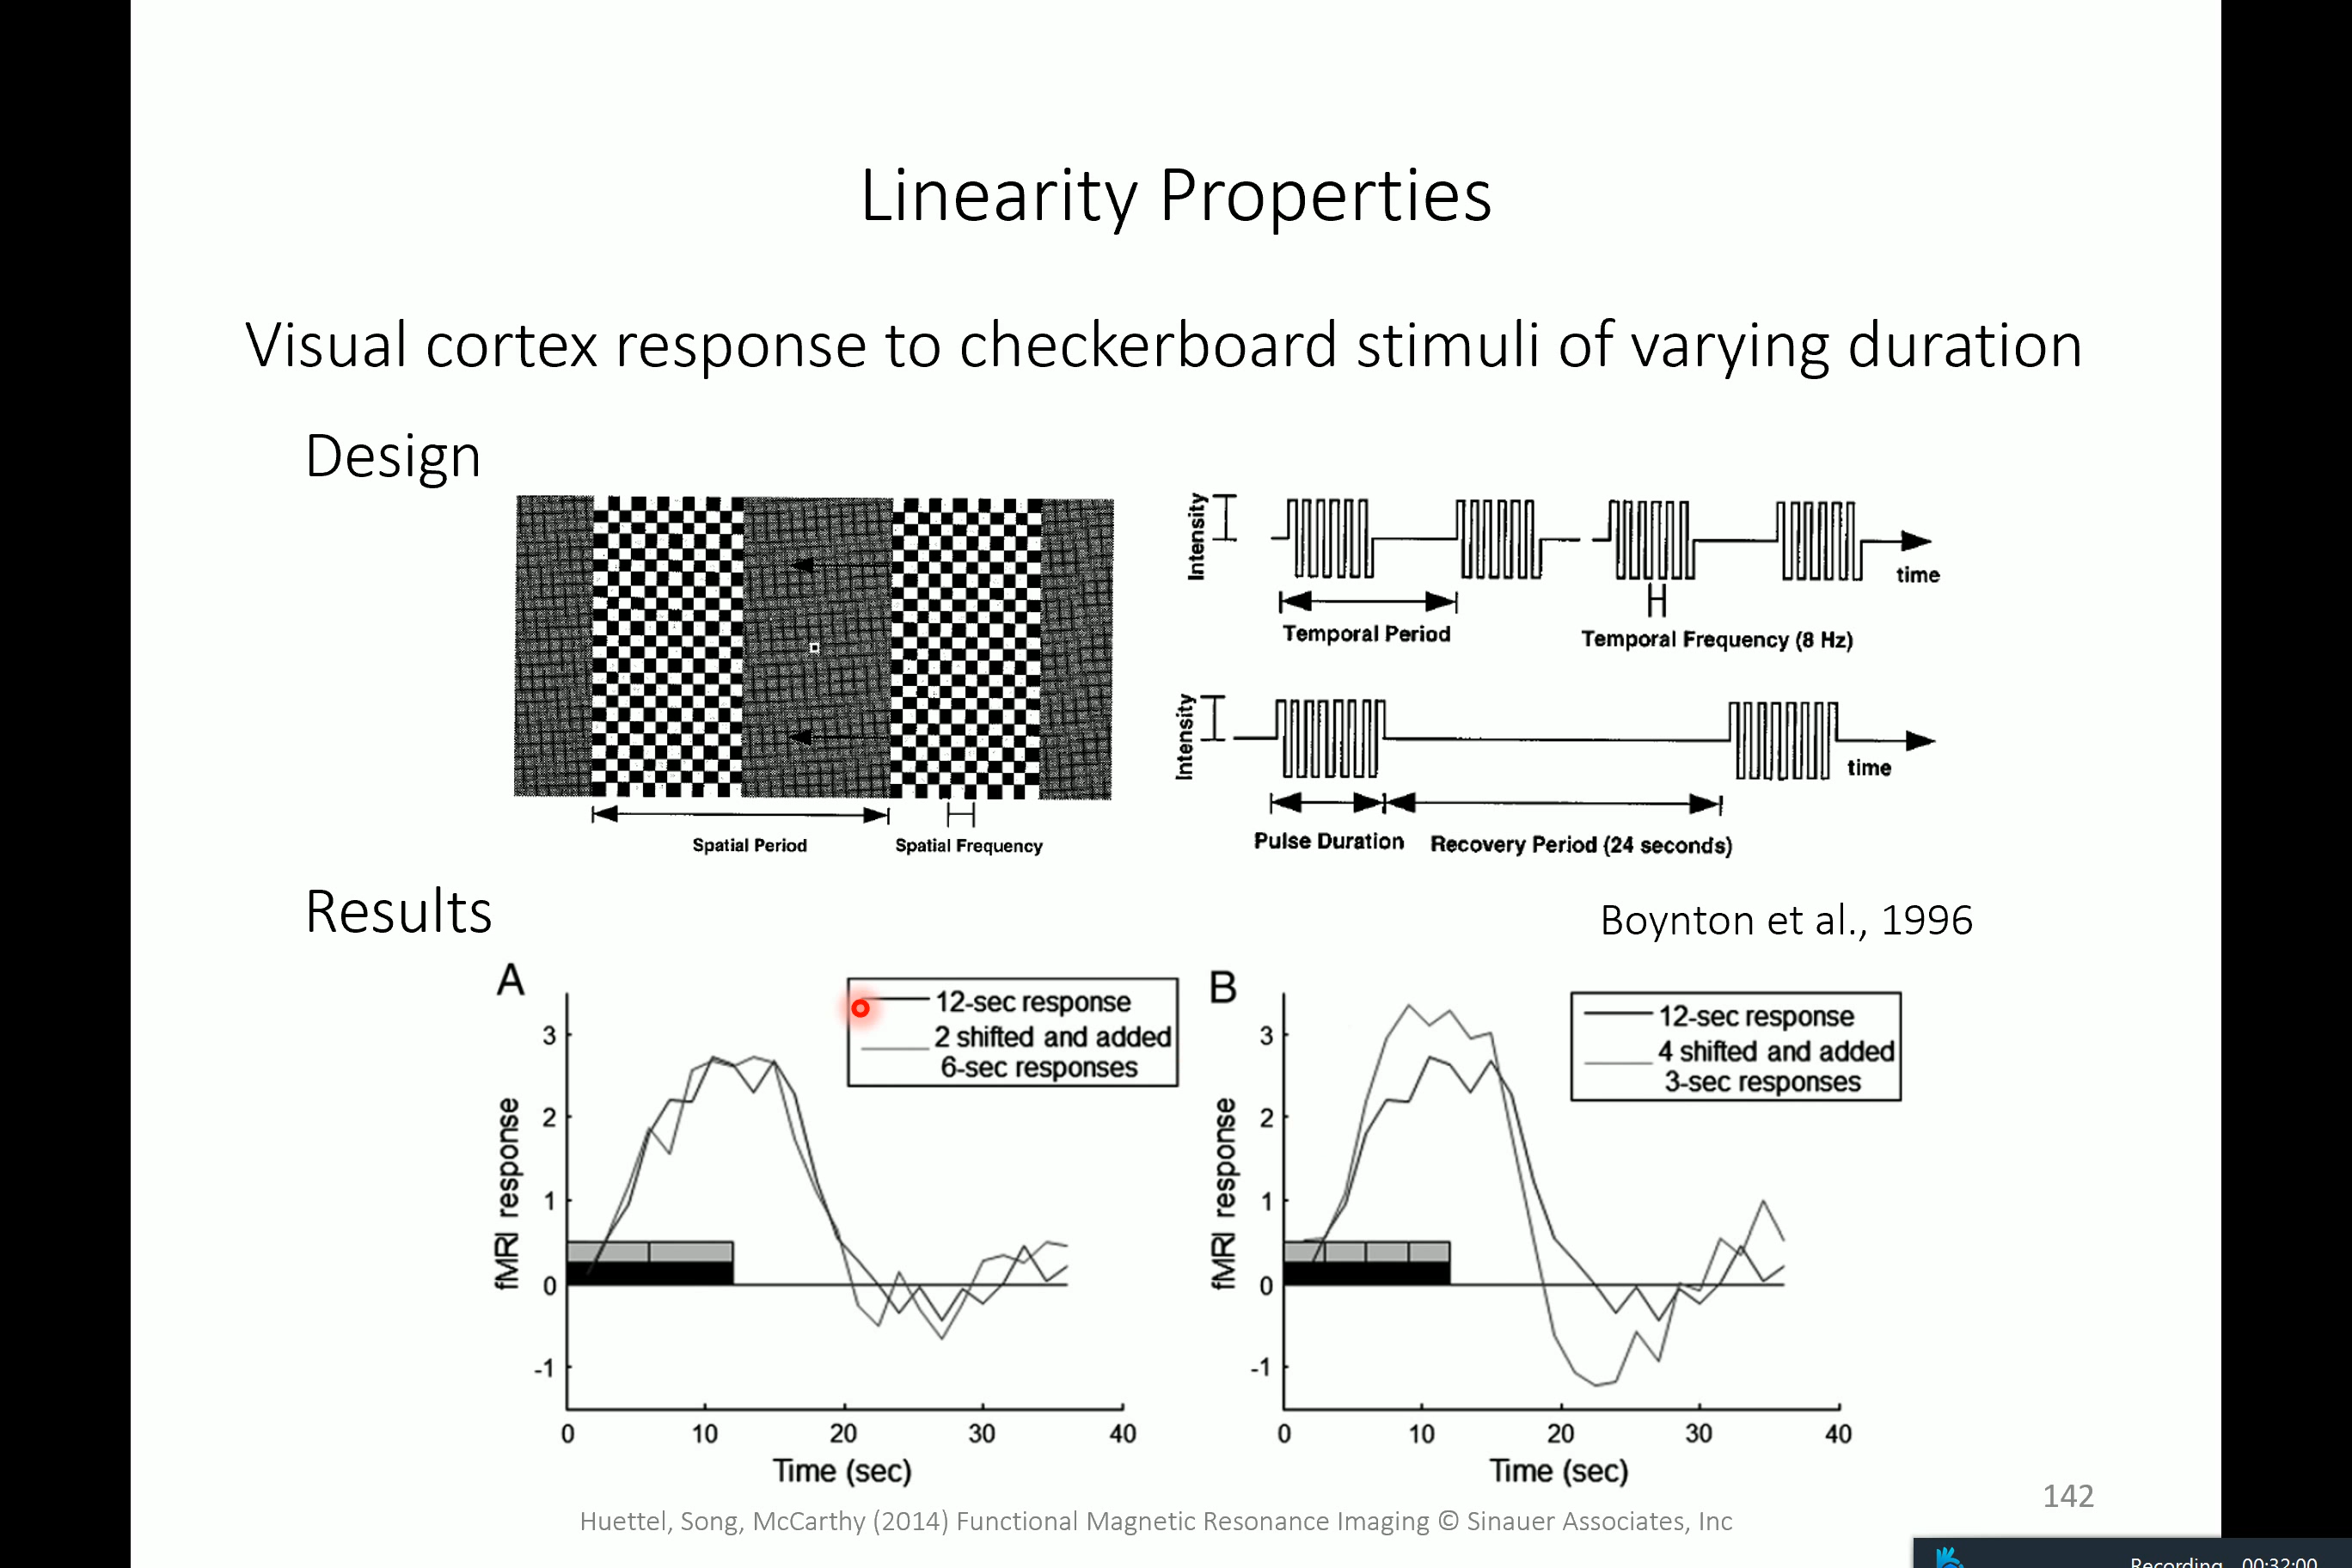 Linearity Properties
Visual cortex response to checkerboard stimuli of varying duration
Design
Intensity
time
Temporal Period
Temporal Frequency (8 Hz)
Intensity
time
Pulse Duration
Recovery Period (24 seconds)
Spatial Period
Spatial Frequency
Results
Boynton et al., 1996
A
12-sec response
2 shifted and added
6-sec responses
fMRI response
3
2
1
0
-1
0 10 20 30 40
Time (sec)
B
12-sec response
4 shifted and added
3-sec responses
fMRI response
3
2
1
0
-1
0 10 20 30 40
Time (sec)
142
Huettel, Song, McCarthy (2014) Functional Magnetic Resonance Imaging © Sinauer Associates, Inc
Recording 00:32:00